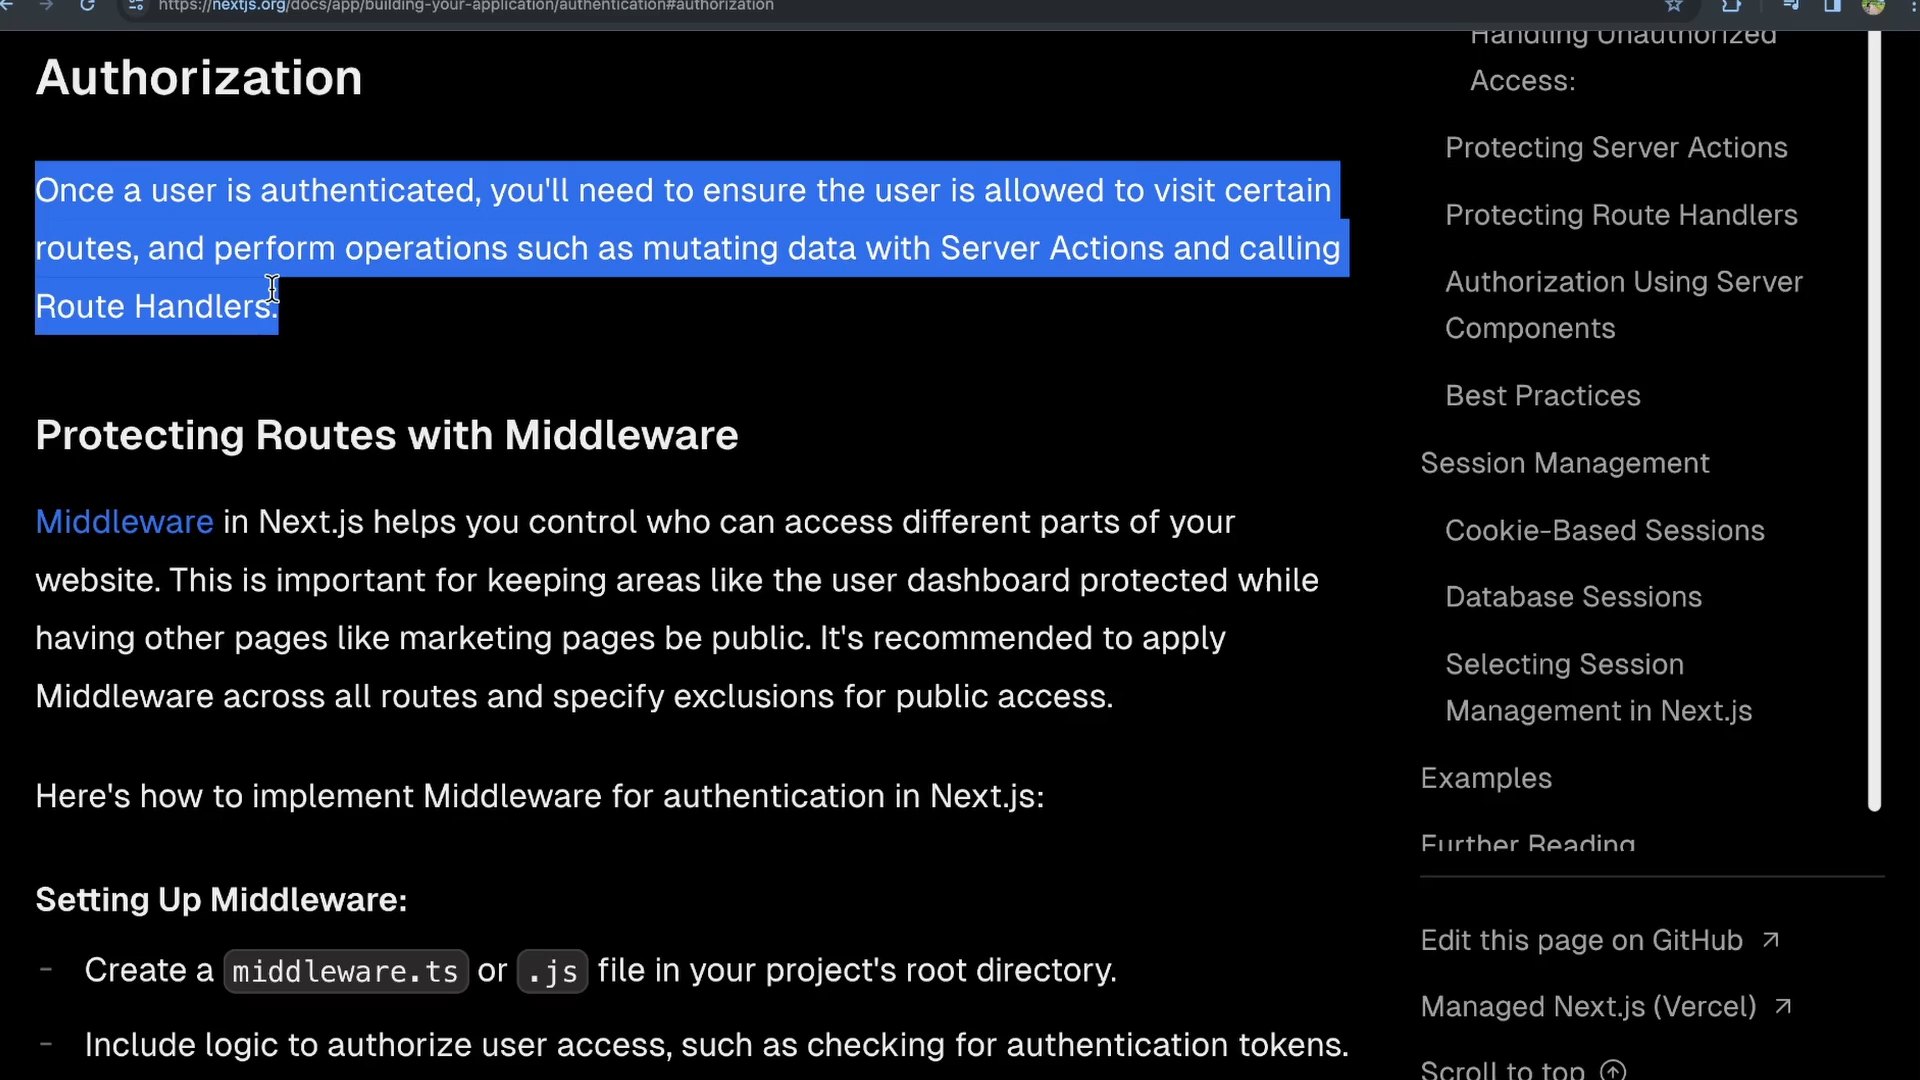 https://nextjs.org/docs/app/building-your-application/authentication#authorization
Authorization
Once a user is authenticated, you'll need to ensure the user is allowed to visit certain
routes, and perform operations such as mutating data with Server Actions and calling
Route Handlers.
Protecting Routes with Middleware
Middleware in Next.js helps you control who can access different parts of your
website. This is important for keeping areas like the user dashboard protected while
having other pages like marketing pages be public. It's recommended to apply
Middleware across all routes and specify exclusions for public access.
Here's how to implement Middleware for authentication in Next.js:
Setting Up Middleware:
- Create a middleware.ts or .js file in your project's root directory.
- Include logic to authorize user access, such as checking for authentication tokens.
Handling Unauthorized
Access:
Protecting Server Actions
Protecting Route Handlers
Authorization Using Server
Components
Best Practices
Session Management
Cookie-Based Sessions
Database Sessions
Selecting Session
Management in Next.js
Examples
Further Reading
Edit this page on GitHub
Managed Next.js (Vercel)
Scroll to top